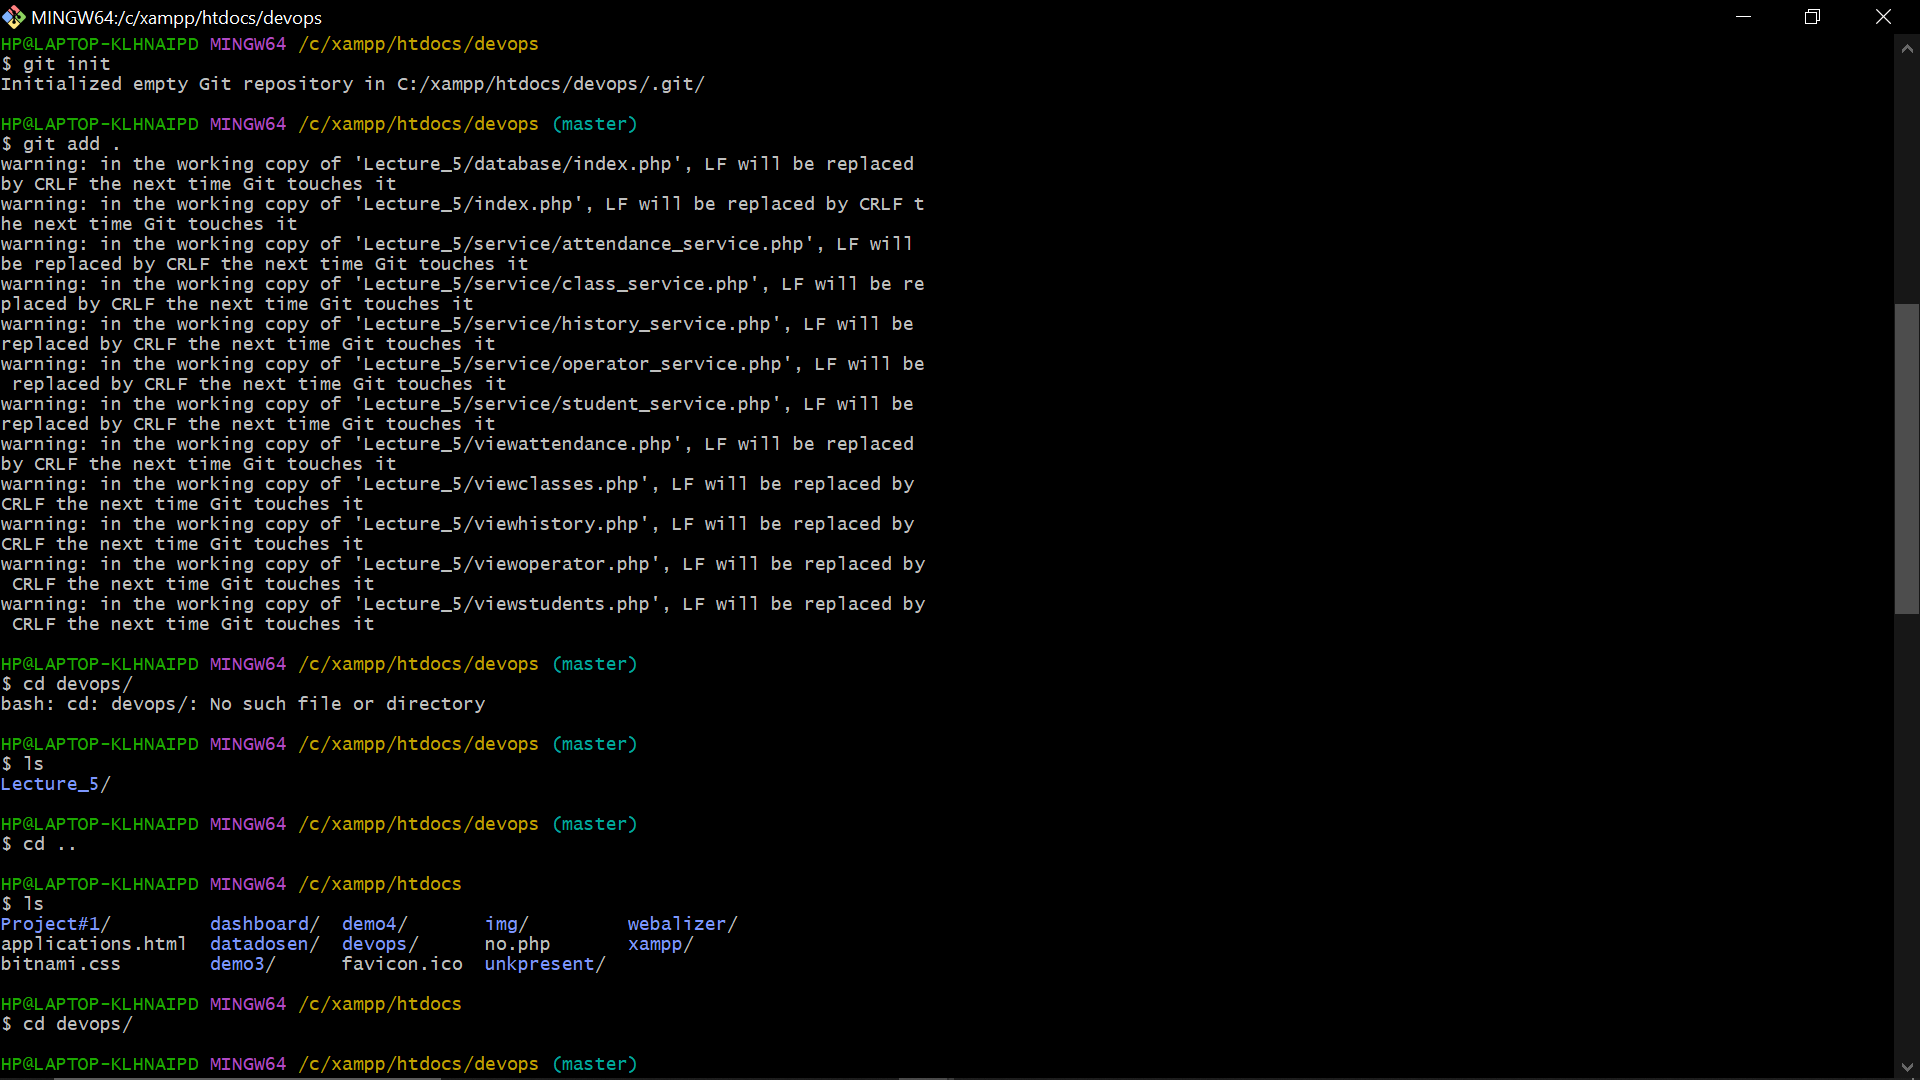 MINGW64:/c/xampp/htdocs/devops
HP@LAPTOP-KLHNAIPD MINGW64 /c/xampp/htdocs/devops
$ git init
Initialized empty Git repository in C:/xampp/htdocs/devops/.git/
HP@LAPTOP-KLHNAIPD MINGW64 /c/xampp/htdocs/devops (master)
$ git add .
warning: in the working copy of 'Lecture_5/database/index.php', LF will be replaced
by CRLF the next time Git touches it
warning: in the working copy of 'Lecture_5/index.php', LF will be replaced by CRLF t
he next time Git touches it
warning: in the working copy of 'Lecture_5/service/attendance_service.php', LF will
be replaced by CRLF the next time Git touches it
warning: in the working copy of 'Lecture_5/service/class_service.php', LF will be re
placed by CRLF the next time Git touches it
warning: in the working copy of 'Lecture_5/service/history_service.php', LF will be
replaced by CRLF the next time Git touches it
warning: in the working copy of 'Lecture_5/service/operator_service.php', LF will be
 replaced by CRLF the next time Git touches it
warning: in the working copy of 'Lecture_5/service/student_service.php', LF will be
replaced by CRLF the next time Git touches it
warning: in the working copy of 'Lecture_5/viewattendance.php', LF will be replaced
by CRLF the next time Git touches it
warning: in the working copy of 'Lecture_5/viewclasses.php', LF will be replaced by
CRLF the next time Git touches it
warning: in the working copy of 'Lecture_5/viewhistory.php', LF will be replaced by
CRLF the next time Git touches it
warning: in the working copy of 'Lecture_5/viewoperator.php', LF will be replaced by
 CRLF the next time Git touches it
warning: in the working copy of 'Lecture_5/viewstudents.php', LF will be replaced by
 CRLF the next time Git touches it
HP@LAPTOP-KLHNAIPD MINGW64 /c/xampp/htdocs/devops (master)
$ cd devops/
bash: cd: devops/: No such file or directory
HP@LAPTOP-KLHNAIPD MINGW64 /c/xampp/htdocs/devops (master)
$ ls
Lecture_5/
HP@LAPTOP-KLHNAIPD MINGW64 /c/xampp/htdocs/devops (master)
$ cd ..
HP@LAPTOP-KLHNAIPD MINGW64 /c/xampp/htdocs
$ ls
Project#1/ dashboard/ demo4/ img/ webalizer/
applications.html datadosen/ devops/ no.php xampp/
bitnami.css demo3/ favicon.ico unkpresent/
HP@LAPTOP-KLHNAIPD MINGW64 /c/xampp/htdocs
$ cd devops/
HP@LAPTOP-KLHNAIPD MINGW64 /c/xampp/htdocs/devops (master)